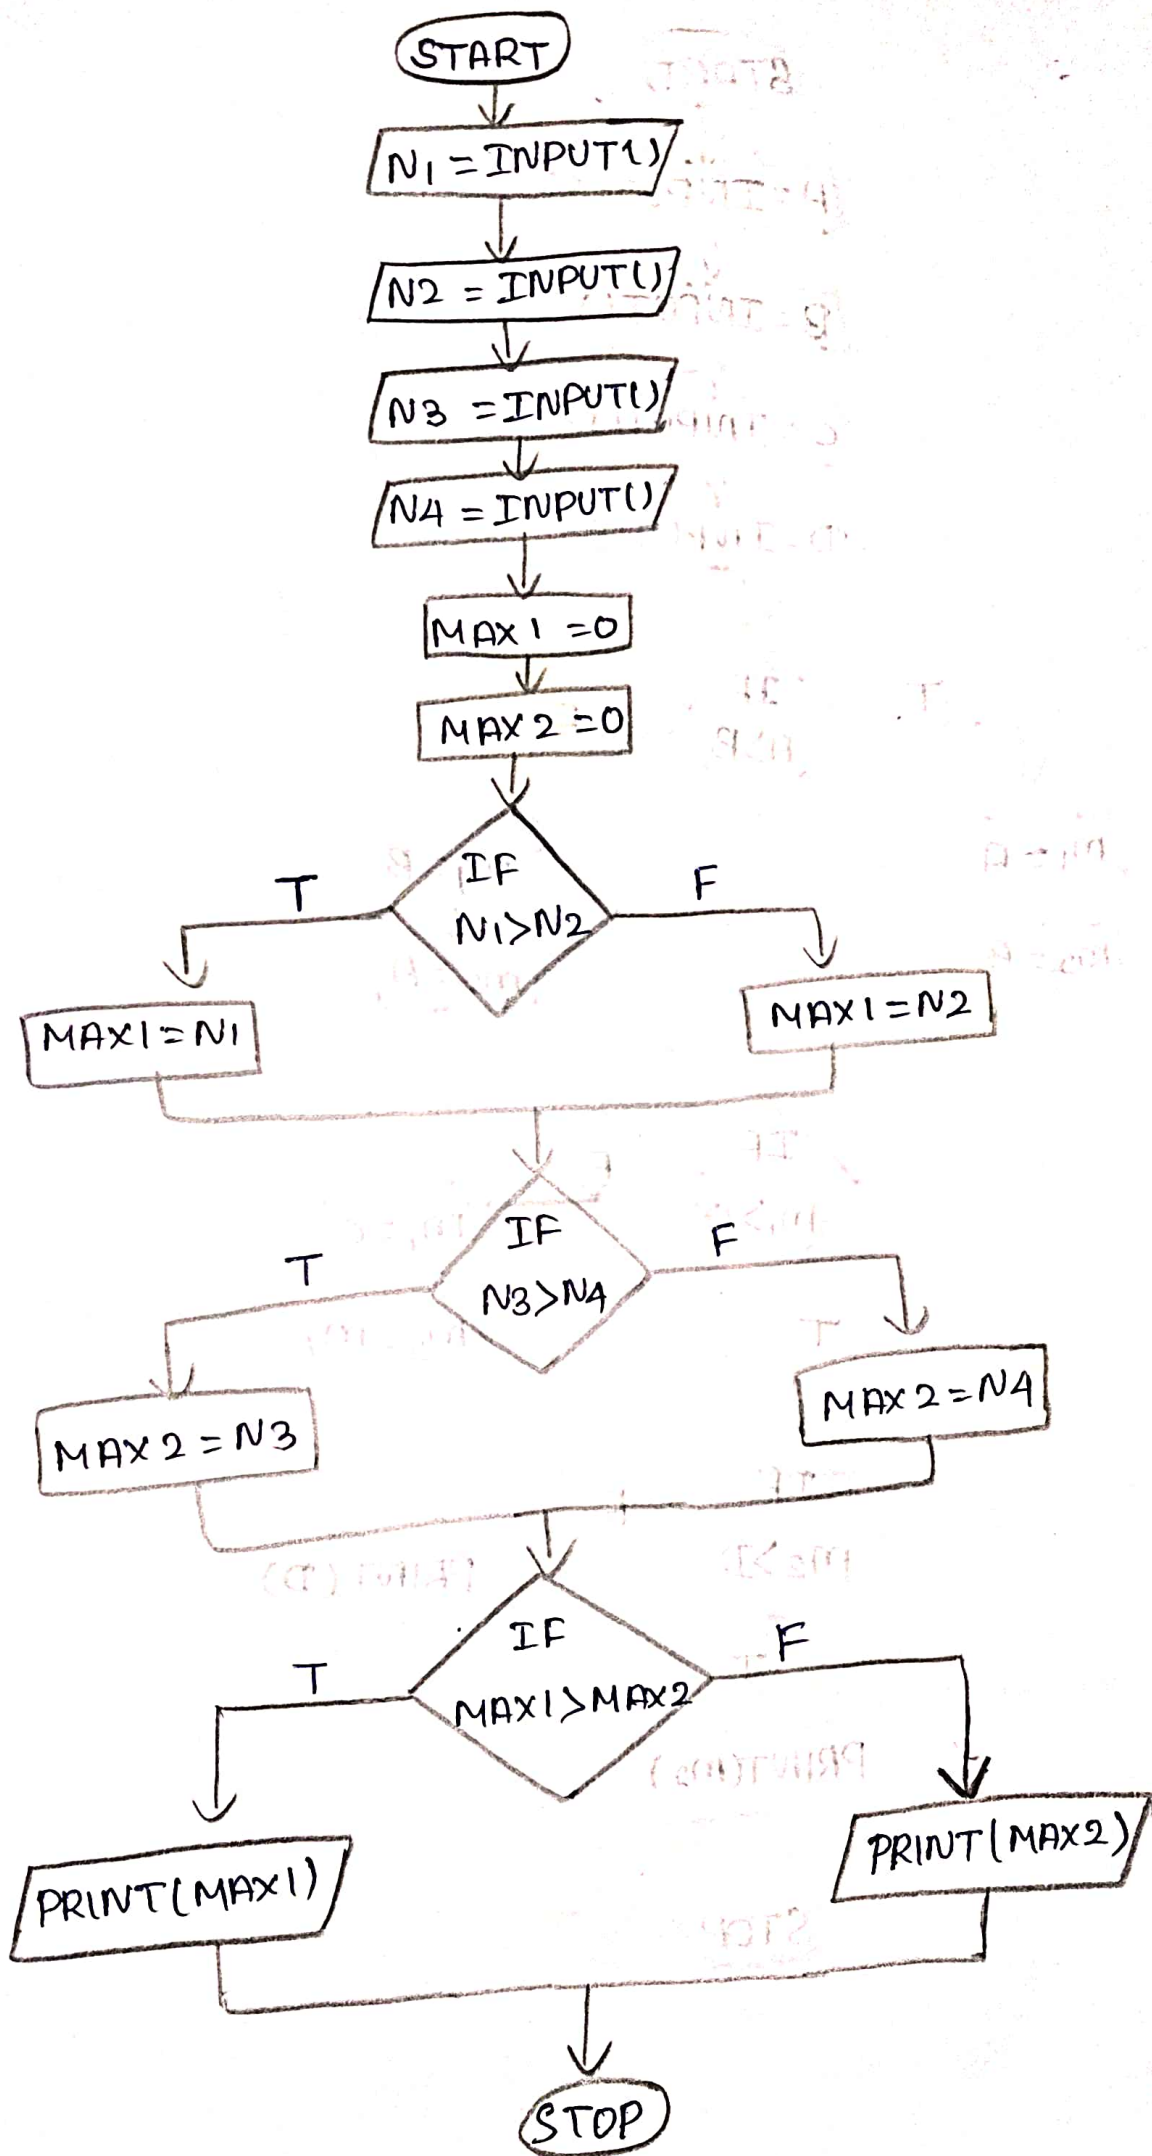 START
N1 = INPUT()
N2 = INPUT()
N3 = INPUT()
N4 = INPUT()
MAX1 = 0
MAX2 = 0
IF
N1>N2
T
F
MAX1 = N1
MAX1 = N2
IF
N3>N4
T
F
MAX2 = N3
MAX2 = N4
IF
MAX1>MAX2
T
F
PRINT(MAX1)
PRINT(MAX2)
STOP